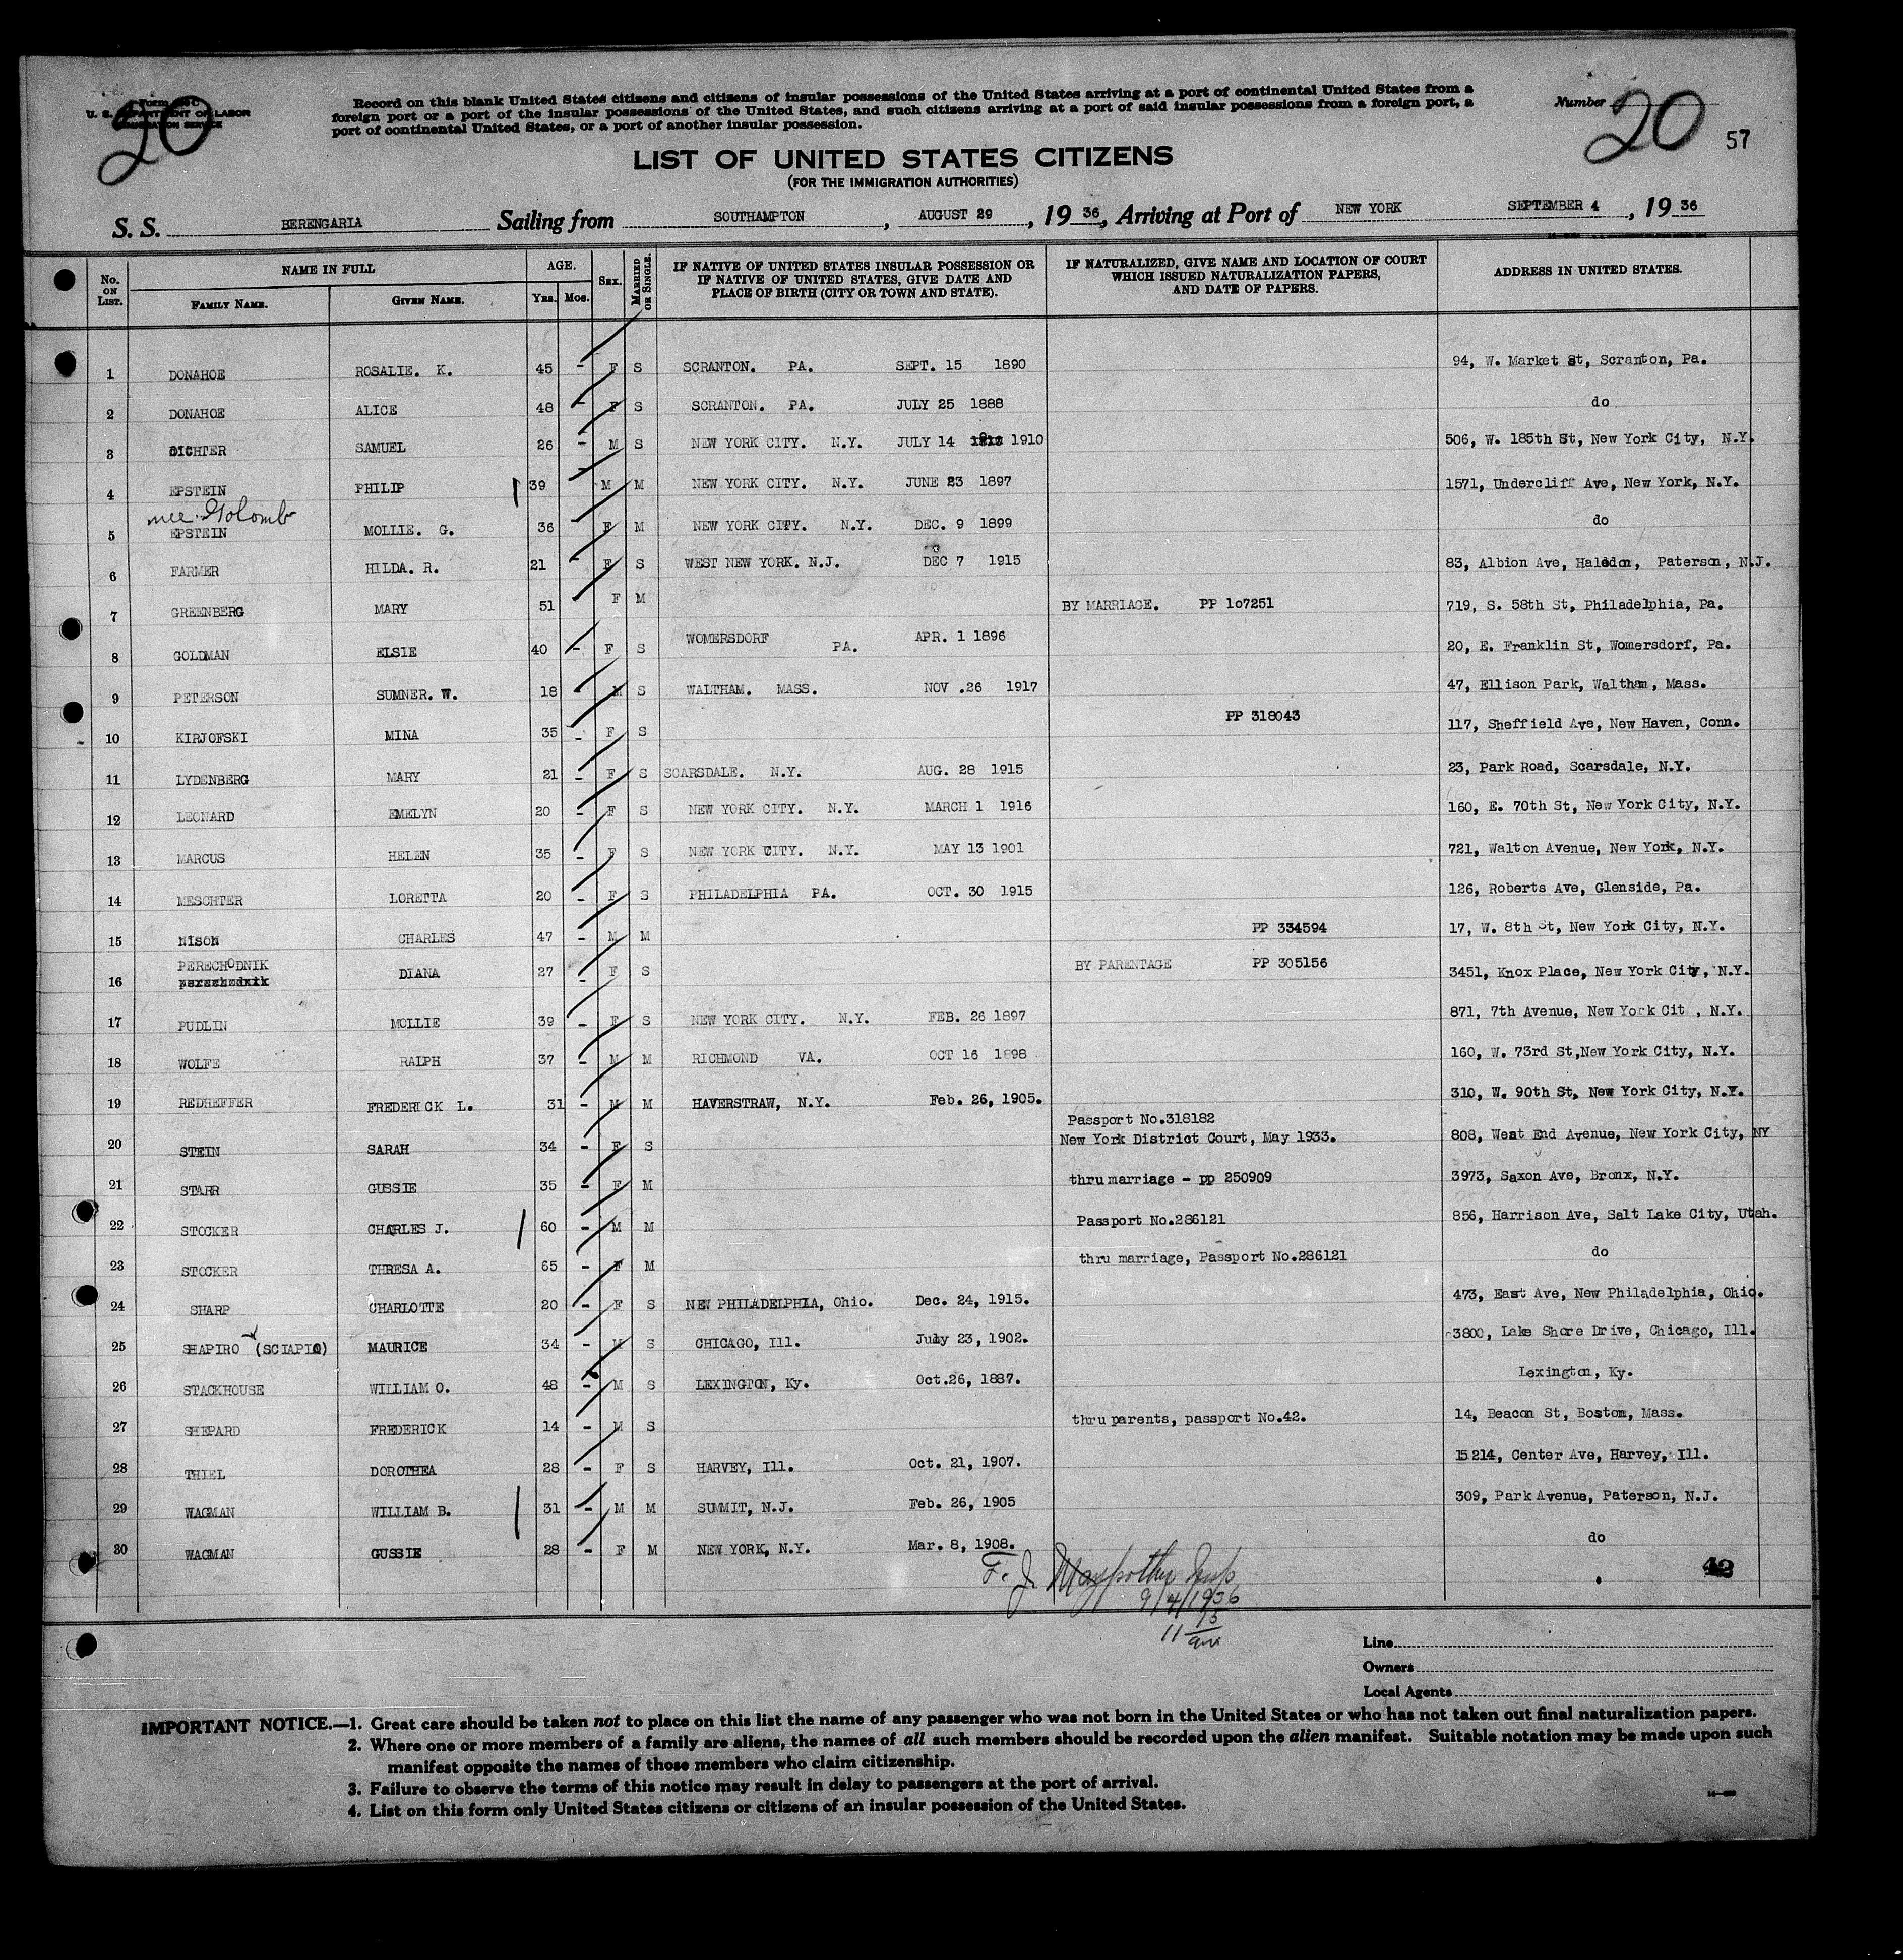 Form 630 C
U. S. DEPARTMENT OF LABOR
IMMIGRATION SERVICE
20
Record on this blank United States citizens and citizens of insular possessions of the United States arriving at a port of continental United States from a
foreign port or a port of the insular possessions of the United States, and such citizens arriving at a port of said insular possessions from a foreign port, a
port of continental United States, or a port of another insular possession.
Number 20
57
LIST OF UNITED STATES CITIZENS
(FOR THE IMMIGRATION AUTHORITIES)
S. S. BERENGARIA Sailing from SOUTHAMPTON, AUGUST 29, 1936, Arriving at Port of NEW YORK SEPTEMBER 4, 1936
No. ON LIST. NAME IN FULL FAMILY NAME. GIVEN NAME. AGE. YRS. MOS. SEX. MARRIED OR SINGLE. IF NATIVE OF UNITED STATES INSULAR POSSESSION OR IF NATIVE OF UNITED STATES, GIVE DATE AND PLACE OF BIRTH (CITY OR TOWN AND STATE). IF NATURALIZED, GIVE NAME AND LOCATION OF COURT WHICH ISSUED NATURALIZATION PAPERS, AND DATE OF PAPERS. ADDRESS IN UNITED STATES.
1 DONAHOE ROSALIE. K. 45 - F S SCRANTON. PA. SEPT. 15 1890 94, W. Market St, Scranton, Pa.
2 DONAHOE ALICE 48 - F S SCRANTON. PA. JULY 25 1888 do
3 DICHTER SAMUEL 26 - M S NEW YORK CITY. N.Y. JULY 14 1910 506, W. 185th St, New York City, N.Y.
4 EPSTEIN PHILIP 39 - M M NEW YORK CITY. N.Y. JUNE 23 1897 1571, Undercliff Ave, New York, N.Y.
nee Golomb
5 EPSTEIN MOLLIE. G. 36 F M NEW YORK CITY. N.Y. DEC. 9 1899 do
6 FARMER HILDA. R. 21 - F S WEST NEW YORK. N.J. DEC 7 1915 83, Albion Ave, Haledon, Paterson, N.J.
7 GREENBERG MARY 51 - F M BY MARRIAGE. PP 107251 719, S. 58th St, Philadelphia, Pa.
8 GOLDMAN ELSIE 40 - F S WOMERSDORF PA. APR. 1 1896 20, E. Franklin St, Womersdorf, Pa.
9 PETERSON SUMNER. W. 18 - M S WALTHAM. MASS. NOV .26 1917 47, Ellison Park, Waltham, Mass.
10 KIRJOFSKI MINA 35 - F S PP 318043 117, Sheffield Ave, New Haven, Conn.
11 LYDENBERG MARY 21 - F S SCARSDALE. N.Y. AUG. 28 1915 23, Park Road, Scarsdale, N.Y.
12 LEONARD EMELYN 20 - F S NEW YORK CITY. N.Y. MARCH 1 1916 160, E. 70th St, New York City, N.Y.
13 MARCUS HELEN 35 - F S NEW YORK CITY. N.Y. MAY 13 1901 721, Walton Avenue, New York, N.Y.
14 MESCHTER LORETTA 20 - F S PHILADELPHIA PA. OCT. 30 1915 126, Roberts Ave, Glenside, Pa.
15 NISON CHARLES 47 - M M PP 334594 17, W. 8th St, New York City, N.Y.
16 PERECHODNIK DIANA 27 - F S BY PARENTAGE PP 305156 3451, Knox Place, New York City, N.Y.
17 PUDLIN MOLLIE 39 - F S NEW YORK CITY. N.Y. FEB. 26 1897 871, 7th Avenue, New York Cit , N.Y.
18 WOLFE RALPH 37 - M M RICHMOND VA. OCT 16 1898 160, W. 73rd St,New York City, N.Y.
19 REDHEFFER FREDERICK L. 31 - M M HAVERSTRAW, N.Y. Feb. 26, 1905. 310, W. 90th St, New York City, N.Y.
Passport No.318182
20 STEIN SARAH 34 - F S New York District Court, May 1933. 808, West End Avenue, New York City, NY
21 STARR GUSSIE 35 - F M thru marriage - pp 250909 3973, Saxon Ave, Bronx, N.Y.
22 STOCKER CHARLES J. 60 - M M Passport No.286121 856, Harrison Ave, Salt Lake City, Utah.
23 STOCKER THRESA A. 65 - F M thru marriage, Passport No.286121 do
24 SHARP CHARLOTTE 20 - F S NEW PHILADELPHIA, Ohio. Dec. 24, 1915. 473, East Ave, New Philadelphia, Ohio.
25 SHAPIRO (SCIAPIO) MAURICE 34 - M S CHICAGO, Ill. July 23, 1902. 3800, Lake Shore Drive, Chicago, Ill.
26 STACKHOUSE WILLIAM O. 48 - M S LEXINGTON, Ky. Oct.26, 1887. Lexington, Ky.
27 SHEPARD FREDERICK 14 - M S thru parents, passport No.42. 14, Beacon St, Boston, Mass.
28 THIEL DOROTHEA 28 - F S HARVEY, Ill. Oct. 21, 1907. 15214, Center Ave, Harvey, Ill.
29 WAGMAN WILLIAM B. 31 - M M SUMMIT, N.J. Feb. 26, 1905 309, Park Avenue, Paterson, N.J.
30 WAGMAN GUSSIE 28 - F M NEW YORK, N.Y. Mar. 8, 1908. do
F. J. Insp
9/4/1936
11 15 am
Line
Owners
Local Agents
IMPORTANT NOTICE.—1. Great care should be taken not to place on this list the name of any passenger who was not born in the United States or who has not taken out final naturalization papers.
2. Where one or more members of a family are aliens, the names of all such members should be recorded upon the alien manifest. Suitable notation may be made upon such
manifest opposite the names of those members who claim citizenship.
3. Failure to observe the terms of this notice may result in delay to passengers at the port of arrival.
4. List on this form only United States citizens or citizens of an insular possession of the United States.